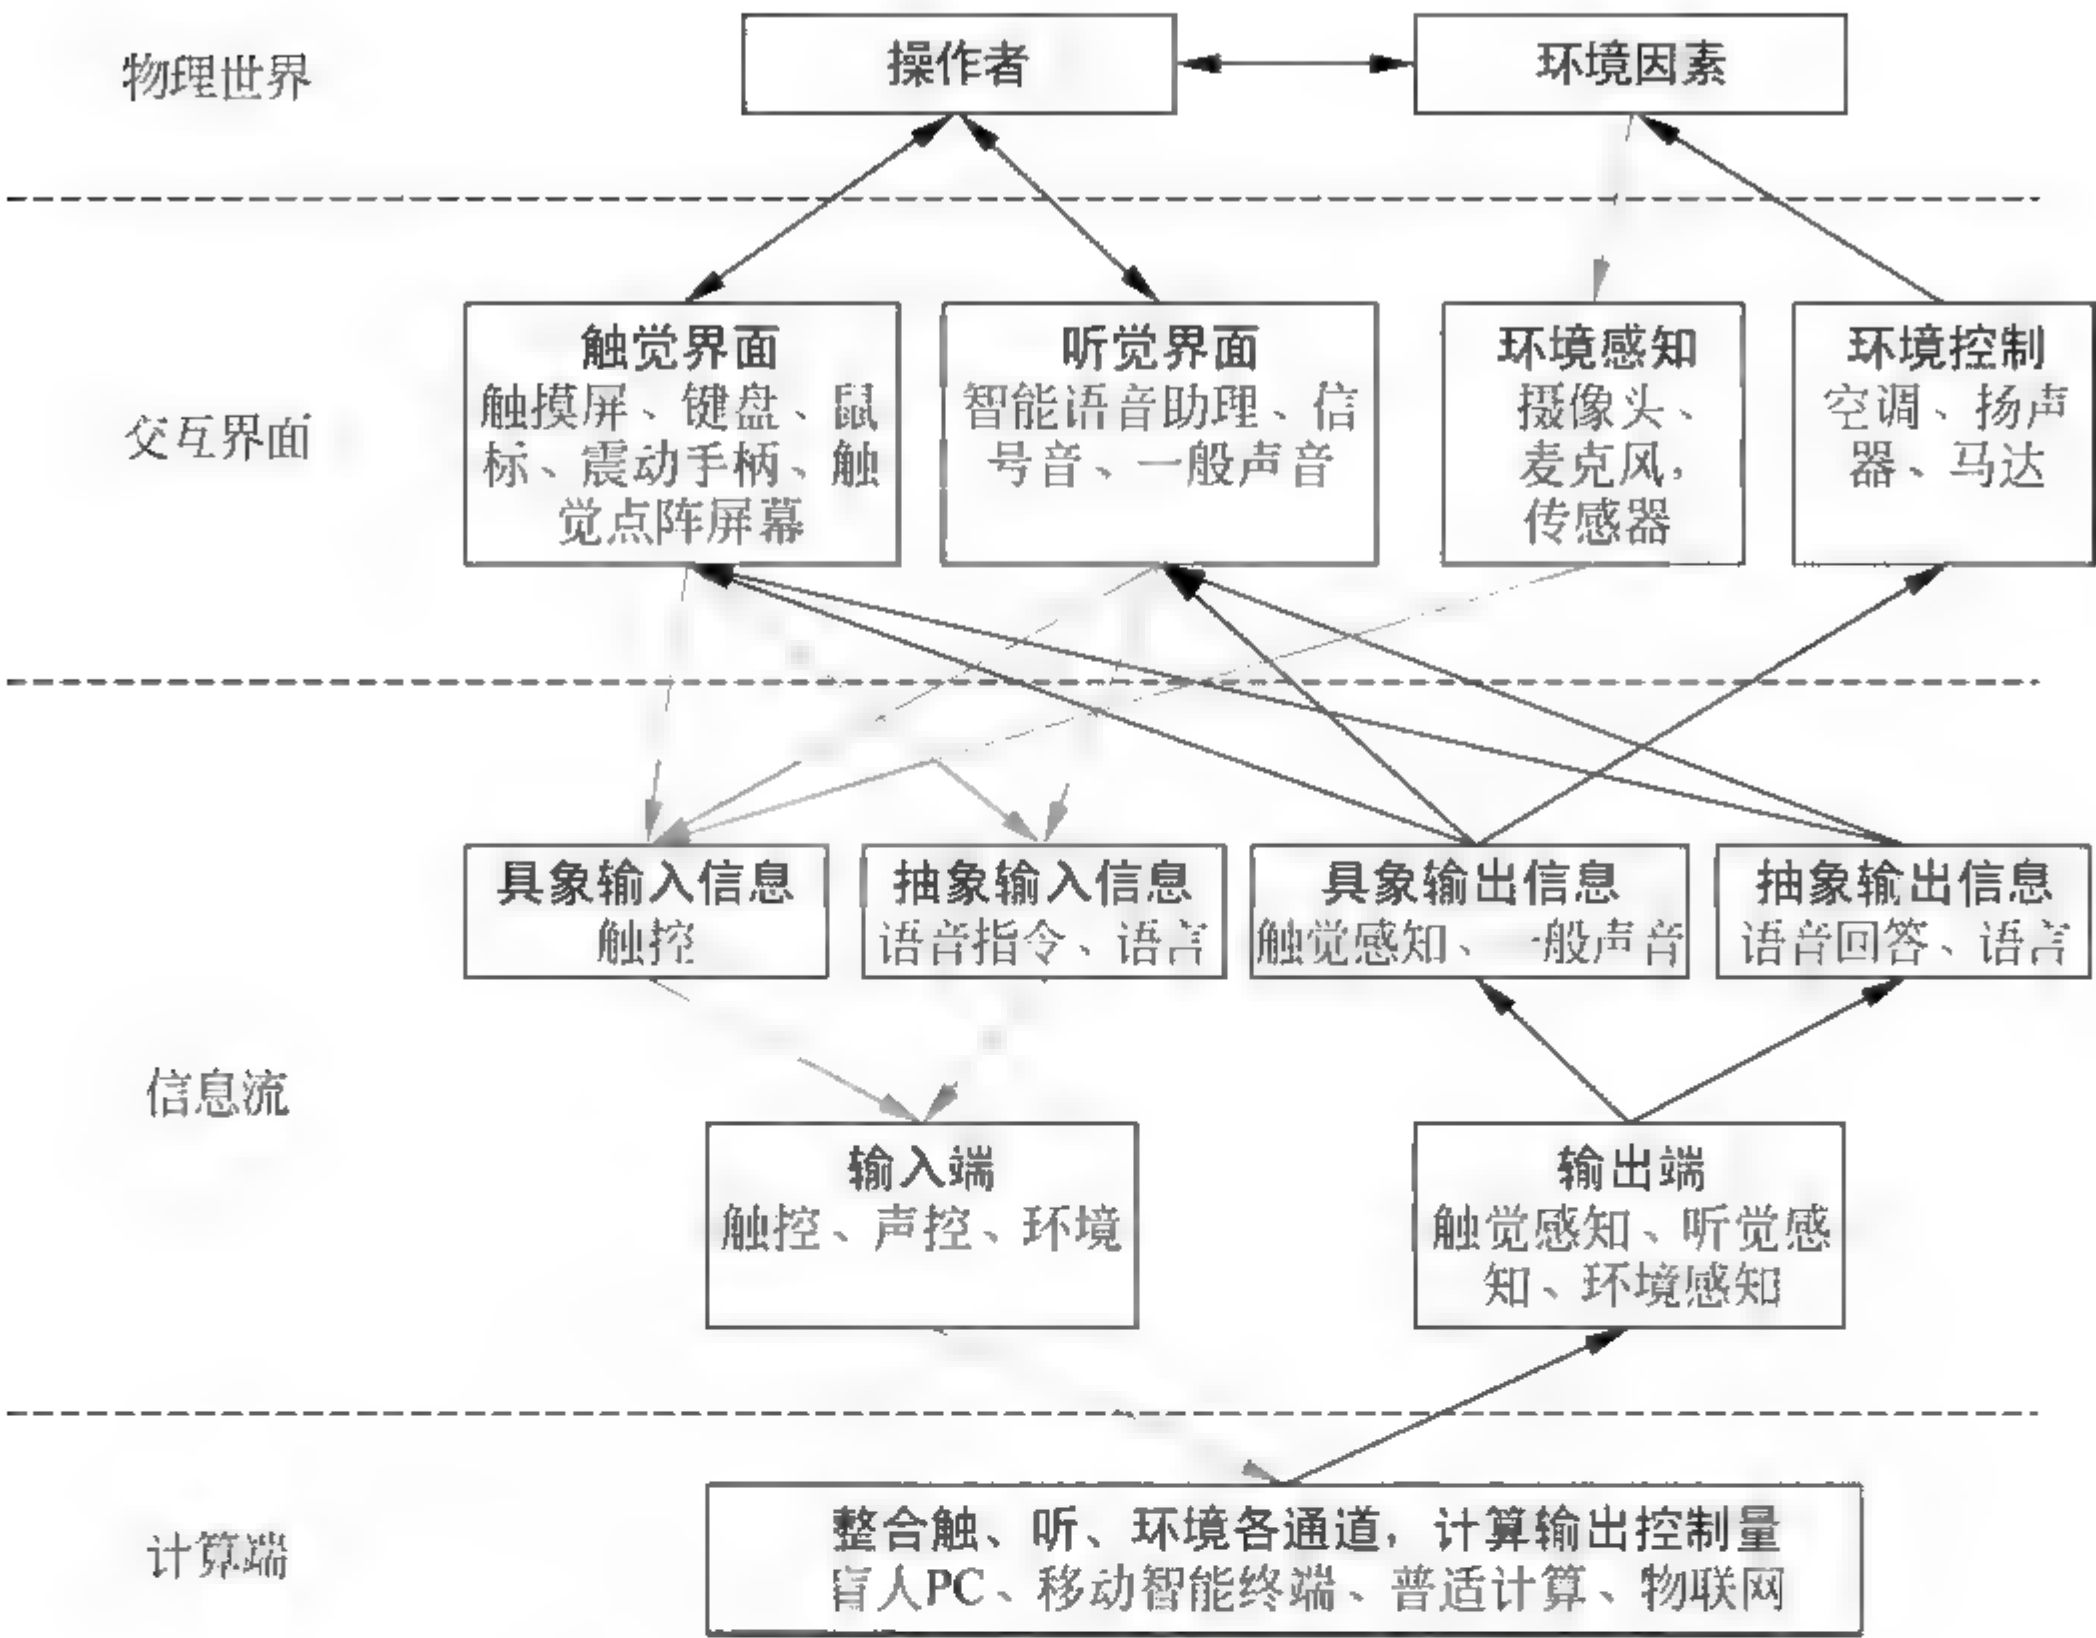 物理世界
操作者
环境因素
交互界面
触觉界面
触摸屏、键盘、鼠
标、震动手柄、触
觉点阵屏幕
听觉界面
智能语音助理、信
号音、一般声音
环境感知
摄像头、
麦克风，
传感器
环境控制
空调、扬声
器、马达
信息流
具象输入信息
触控
抽象输入信息
语音指令、语言
具象输出信息
触觉感知、一般声音
抽象输出信息
语音回答、语言
输入端
触控、声控、环境
输出端
触觉感知、听觉感
知、环境感知
计算端
整合触、听、环境各通道，计算输出控制量
盲人PC、移动智能终端、普适计算、物联网